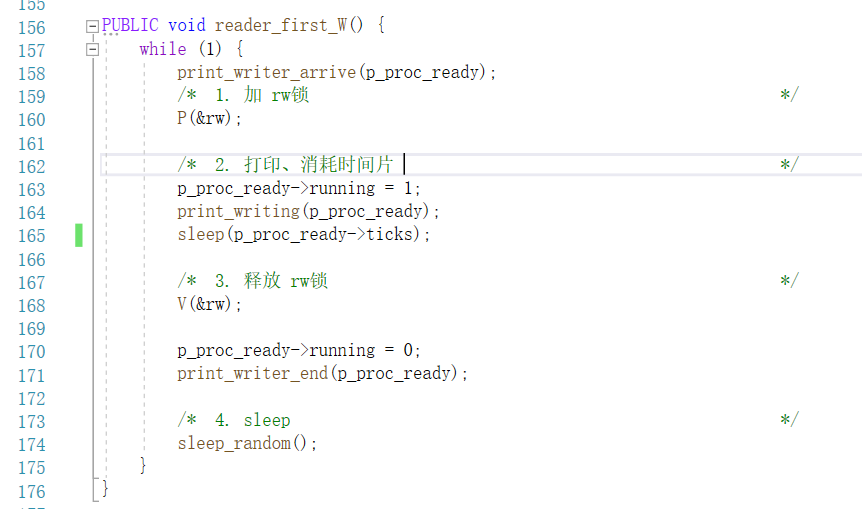 155
156 PUBLIC void reader_first_W() {
157 while (1) {
158 print_writer_arrive(p_proc_ready);
159 /* 1. 加 rw锁 */
160 P(&rw);
161
162 /* 2. 打印、消耗时间片 */
163 p_proc_ready->running = 1;
164 print_writing(p_proc_ready);
165 sleep(p_proc_ready->ticks);
166
167 /* 3. 释放 rw锁 */
168 V(&rw);
169
170 p_proc_ready->running = 0;
171 print_writer_end(p_proc_ready);
172
173 /* 4. sleep */
174 sleep_random();
175 }
176 }